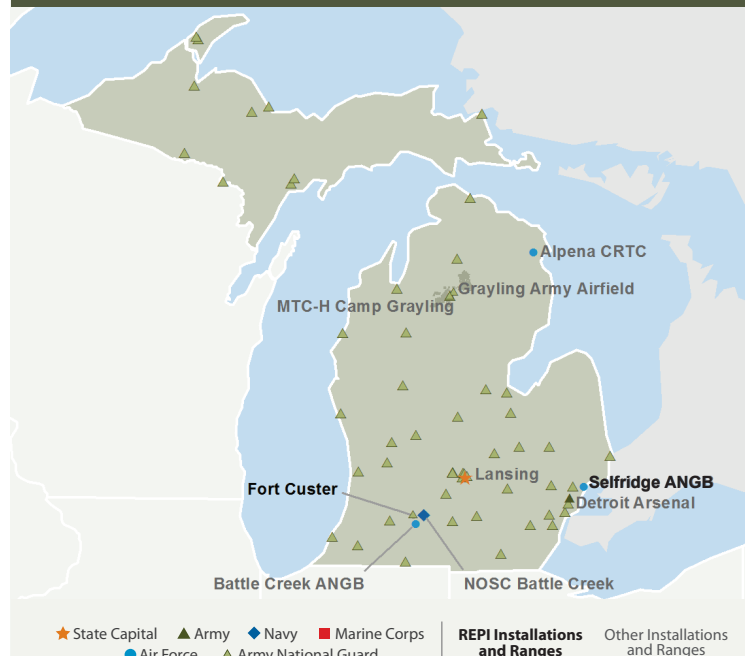 Alpena CRTC
Grayling Army Airfield
MTC-H Camp Grayling
Lansing
Fort Custer
Selfridge ANGB
Detroit Arsenal
Battle Creek ANGB
NOSC Battle Creek
State Capital Army Navy Marine Corps
Air Force Army National Guard
REPI Installations
and Ranges
Other Installations
and Ranges